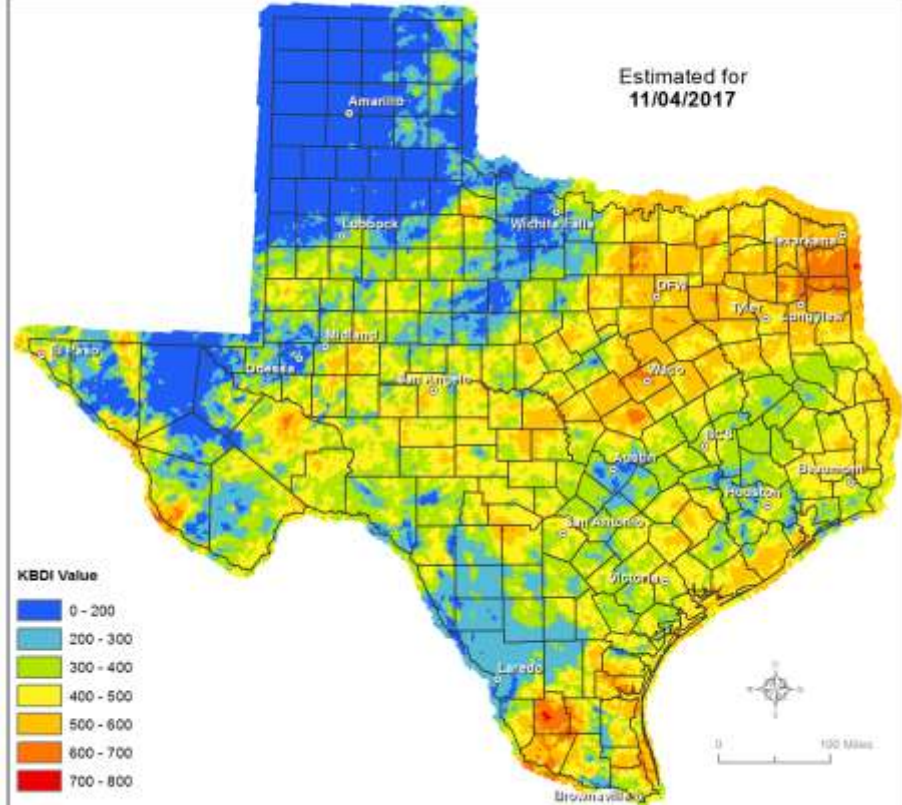 Estimated for
11/04/2017
Amarillo
Lubbock
Wichita Falls
Texarkana
DFW
Tyler
Longview
El Paso
Midland
Odessa
San Angelo
Waco
BCS
Austin
Beaumont
Houston
San Antonio
Victoria
Laredo
Brownsville
KBDI Value
0 - 200
200 - 300
300 - 400
400 - 500
500 - 600
600 - 700
700 - 800
0 100 Miles